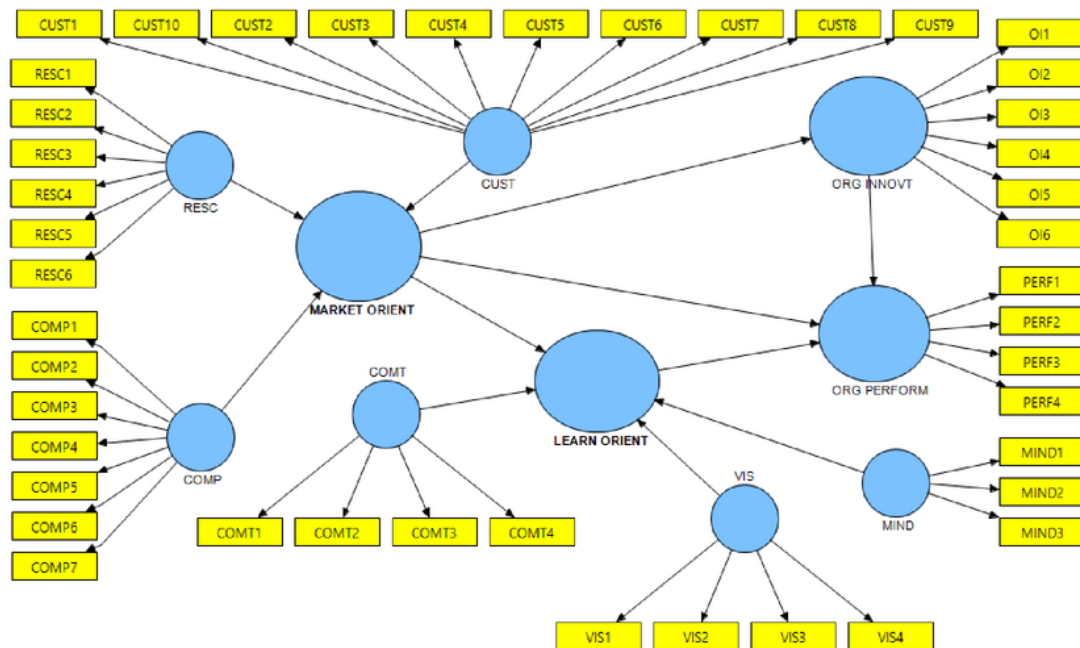 CUST1
CUST10
CUST2
CUST3
CUST4
CUST5
CUST6
CUST7
CUST8
CUST9
RESC1
RESC2
RESC3
RESC4
RESC5
RESC6
RESC
CUST
OI1
OI2
OI3
OI4
OI5
OI6
ORG INNOVT
MARKET ORIENT
COMP1
COMP2
COMP3
COMP4
COMP5
COMP6
COMP7
COMP
COMT
COMT1
COMT2
COMT3
COMT4
LEARN ORIENT
PERF1
PERF2
PERF3
PERF4
ORG PERFORM
MIND1
MIND2
MIND3
MIND
VIS
VIS1
VIS2
VIS3
VIS4